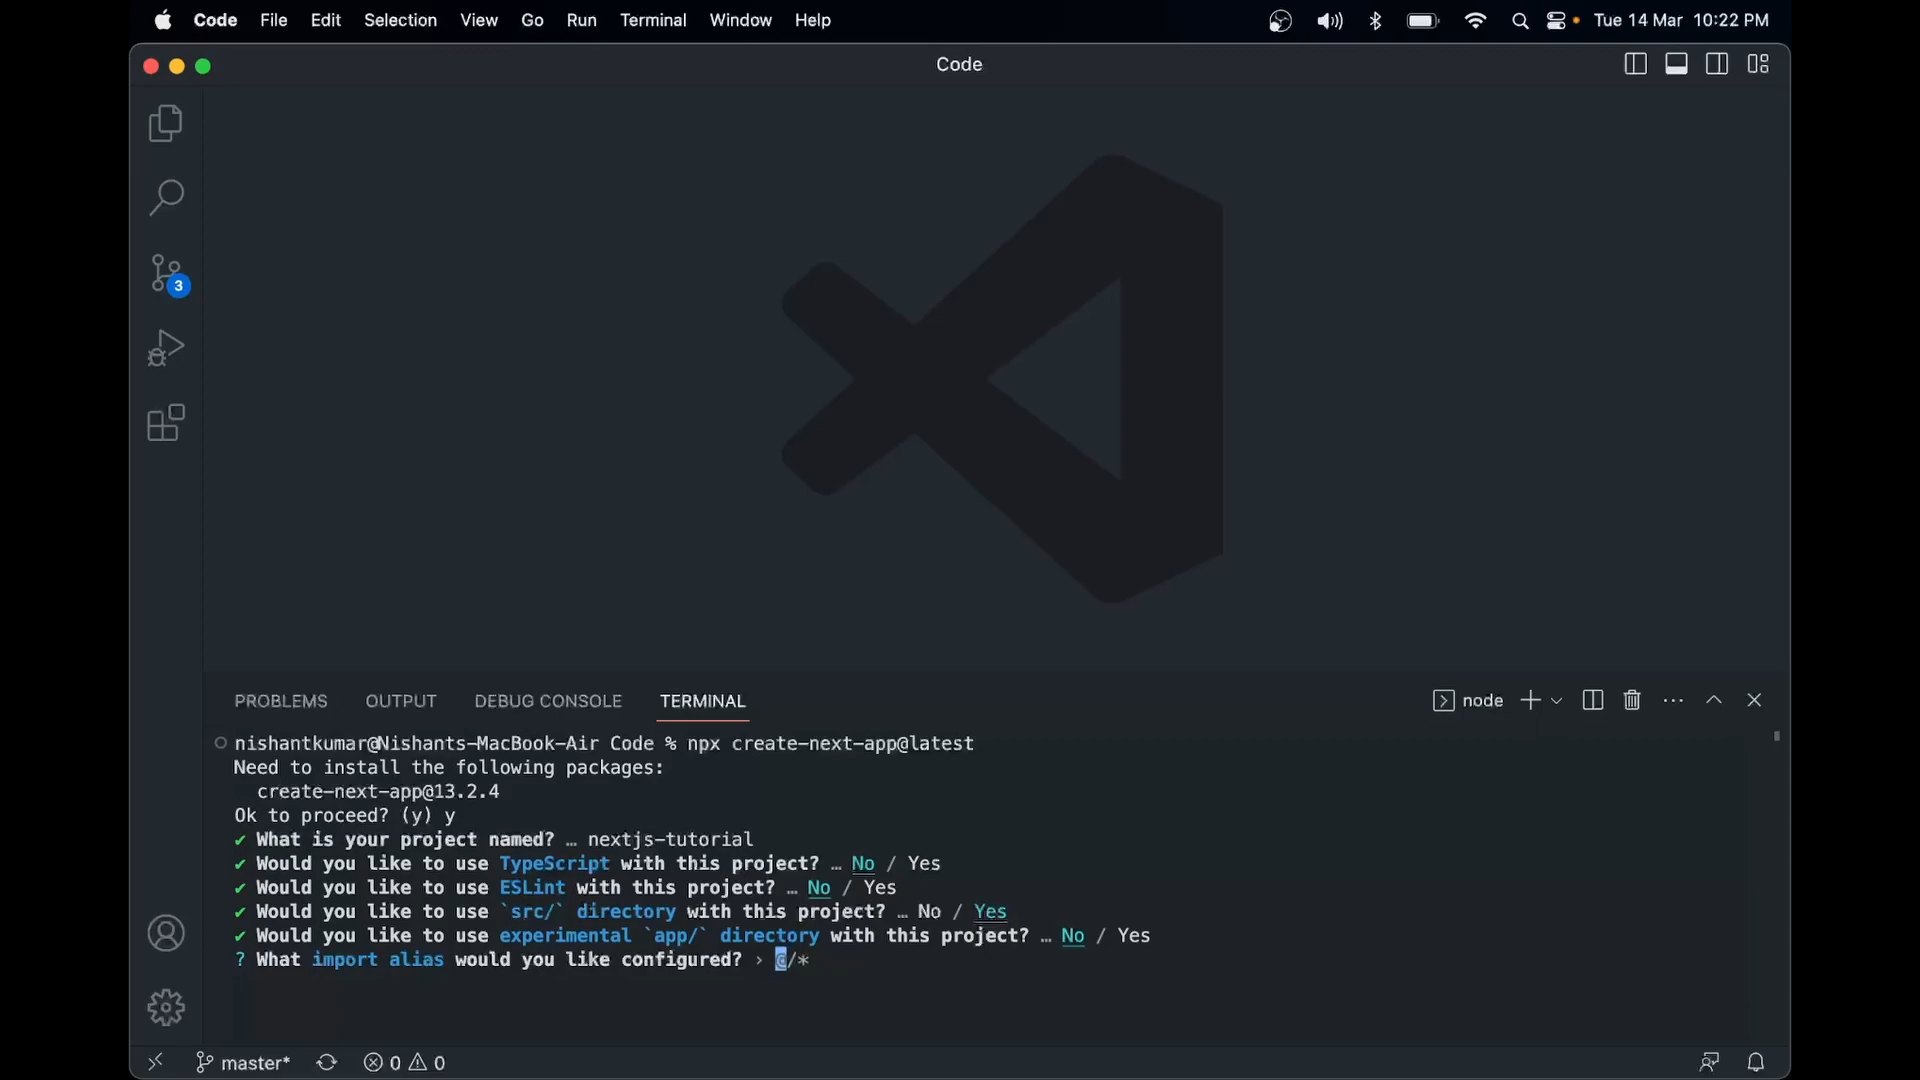 Code File Edit Selection View Go Run Terminal Window Help Tue 14 Mar 10:22 PM
Code
3
PROBLEMS OUTPUT DEBUG CONSOLE TERMINAL node
nishantkumar@Nishants-MacBook-Air Code % npx create-next-app@latest
Need to install the following packages:
create-next-app@13.2.4
Ok to proceed? (y) y
✔ What is your project named? … nextjs-tutorial
✔ Would you like to use TypeScript with this project? … No / Yes
✔ Would you like to use ESLint with this project? … No / Yes
✔ Would you like to use `src/` directory with this project? … No / Yes
✔ Would you like to use experimental `app/` directory with this project? … No / Yes
? What import alias would you like configured? › @/*
master* 0 0